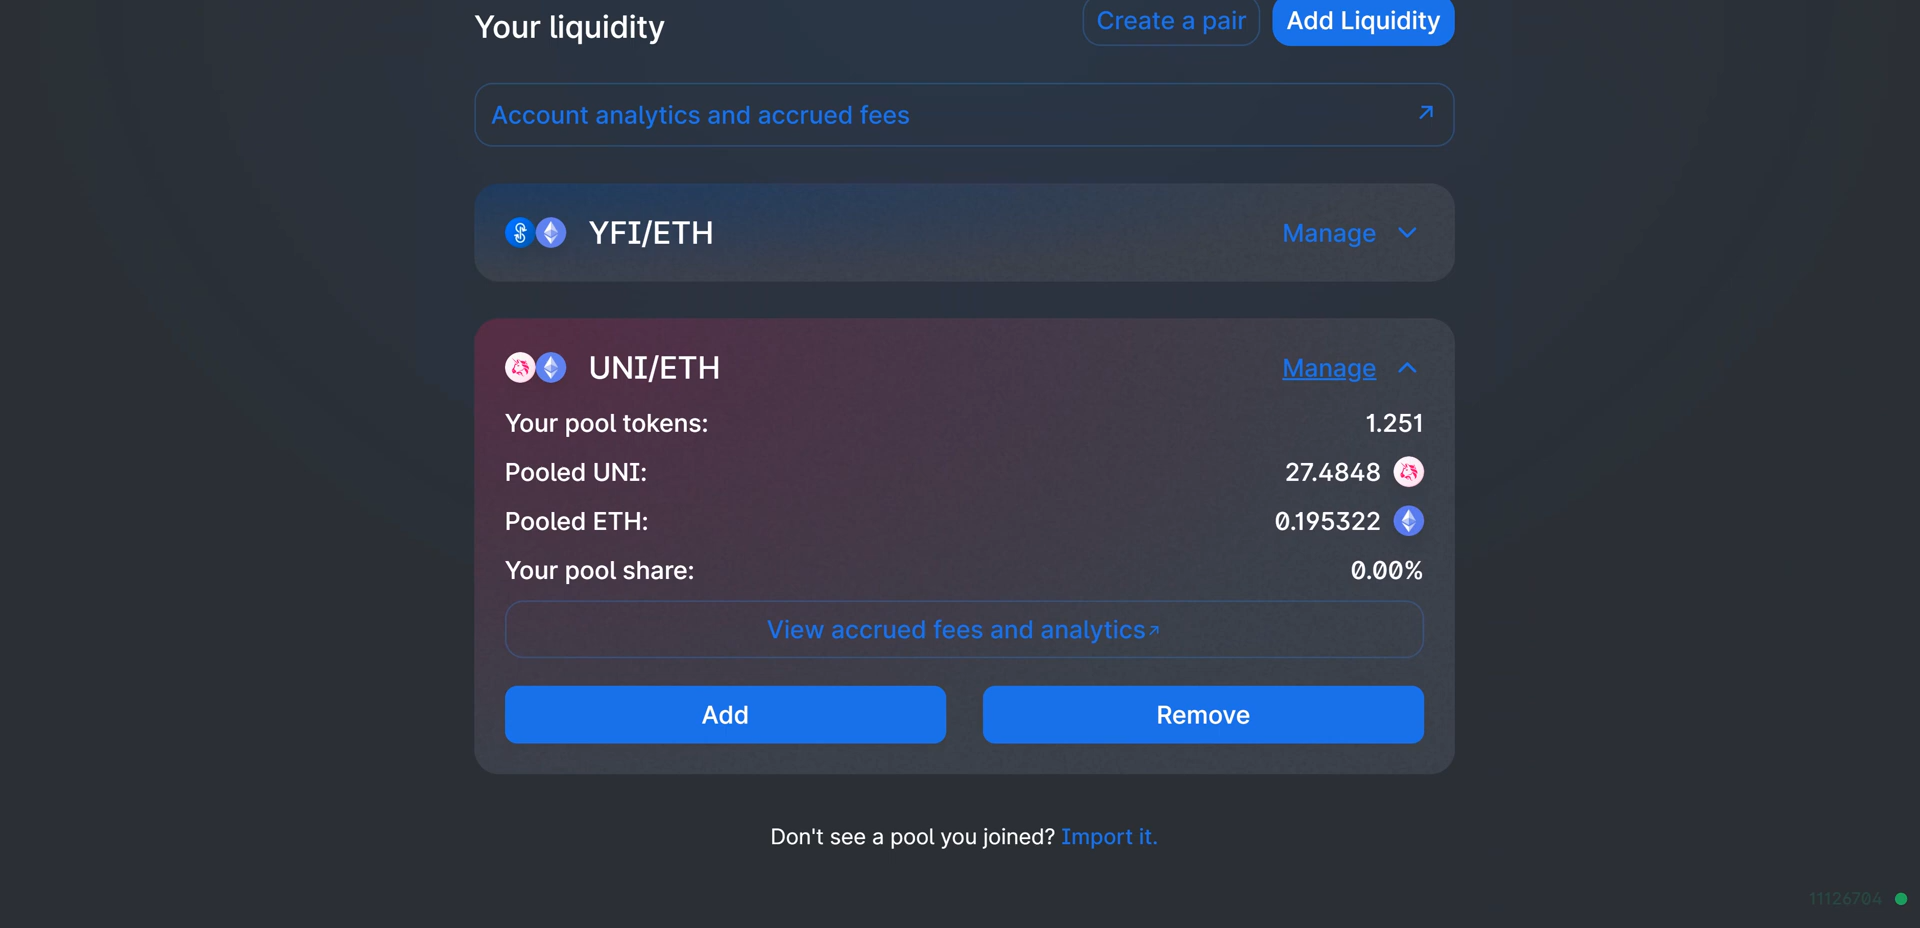 Your liquidity
Create a pair
Add Liquidity
Account analytics and accrued fees
YFI/ETH
Manage
UNI/ETH
Manage
Your pool tokens:
1.251
Pooled UNI:
27.4848
Pooled ETH:
0.195322
Your pool share:
0.00%
View accrued fees and analytics↗
Add
Remove
Don't see a pool you joined? Import it.
11126704